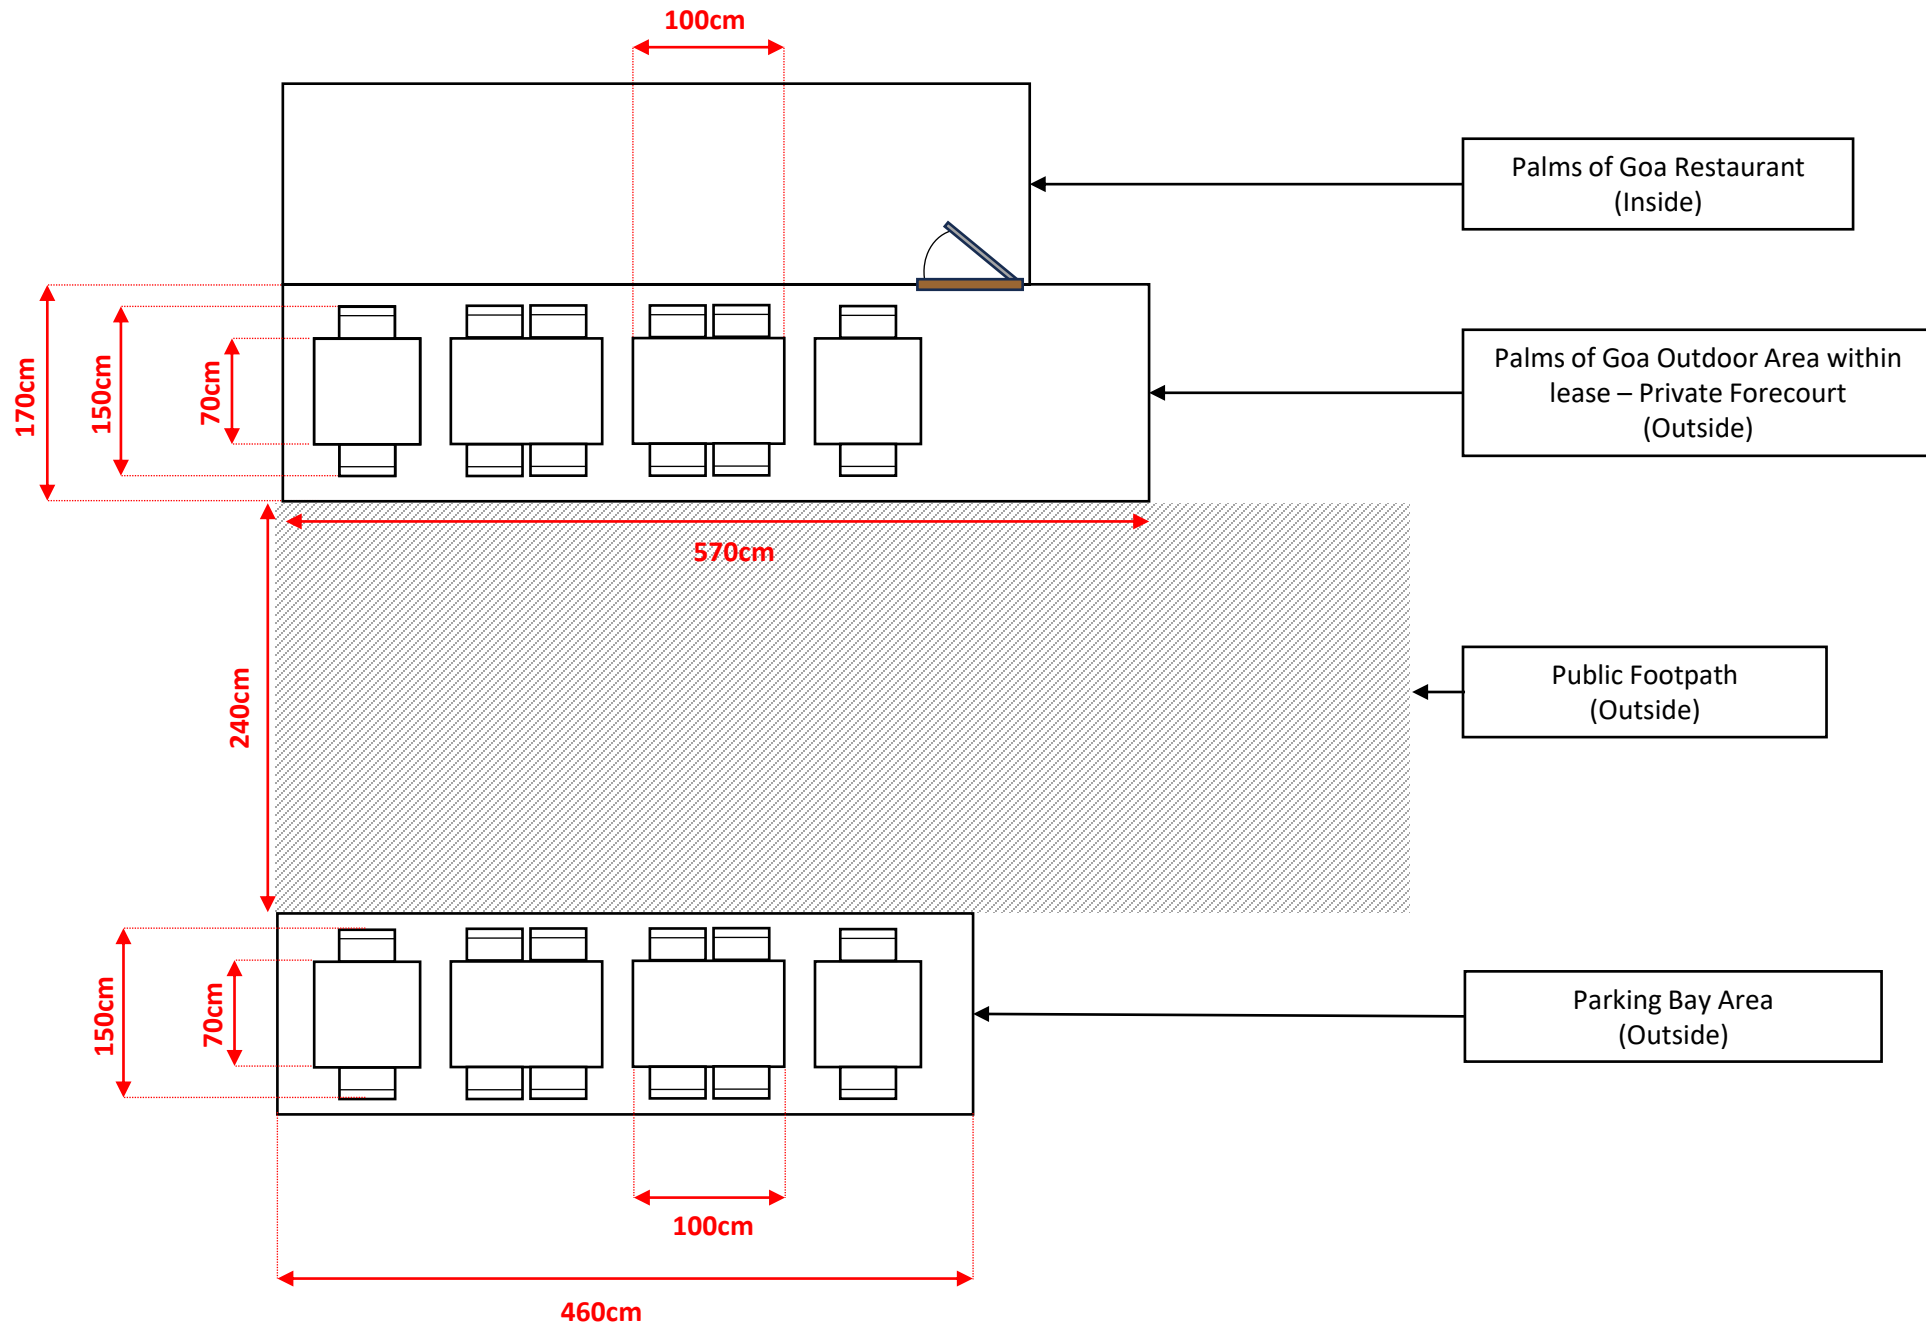 100cm
Palms of Goa Restaurant
(Inside)
170cm
150cm
70cm
Palms of Goa Outdoor Area within
lease – Private Forecourt
(Outside)
570cm
240cm
Public Footpath
(Outside)
150cm
70cm
Parking Bay Area
(Outside)
100cm
460cm